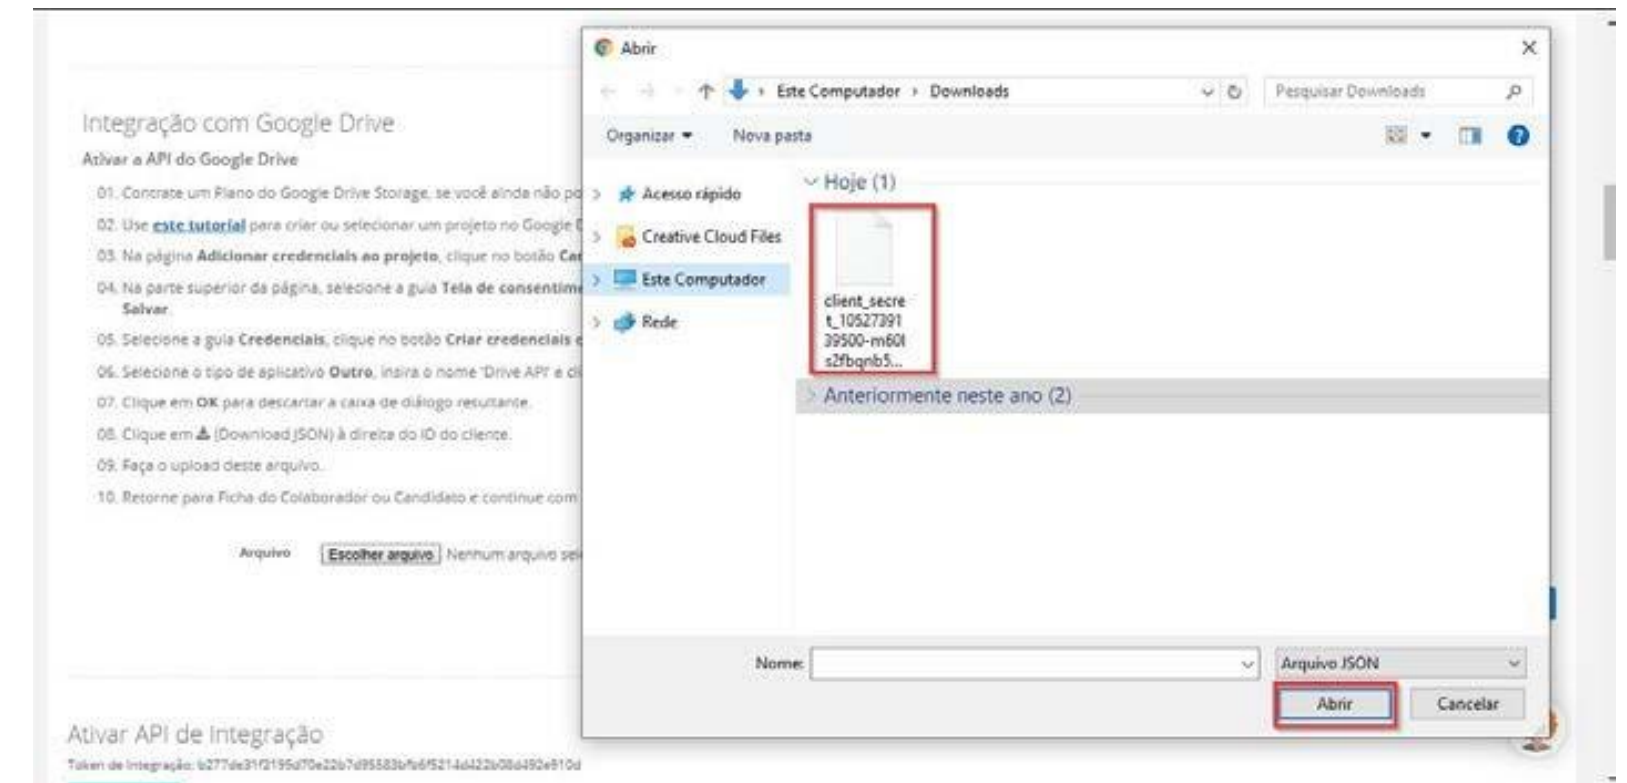 Integração com Google Drive
Ativar a API do Google Drive
01. Contrate um Plano do Google Drive Storage, se você ainda não po
02. Use este tutorial para criar ou selecionar um projeto no Google D
03. Na página Adicionar credenciais ao projeto, clique no botão Can
04. Na parte superior da página, selecione a guia Tela de consentime
Salvar.
05. Selecione a guia Credenciais, clique no botão Criar credenciais e
06. Selecione o tipo de aplicativo Outro, insira o nome "Drive API" e cli
07. Clique em OK para descartar a caixa de diálogo resultante.
08. Clique em (Download JSON) à direita do ID do cliente.
09. Faça o upload deste arquivo.
10. Retorne para Ficha do Colaborador ou Candidato e continue com
Arquivo Escolher arquivo Nenhum arquivo sele
Ativar API de Integração
Token de Integração:
Abrir
Este Computador › Downloads
Pesquisar Downloads
Organizar Nova pasta
Acesso rápido
Creative Cloud Files
Este Computador
Rede
Hoje (1)
client_secre
t_10527391
39500-m60l
s2fbqnb5...
Anteriormente neste ano (2)
Nome:
Arquivo JSON
Abrir Cancelar